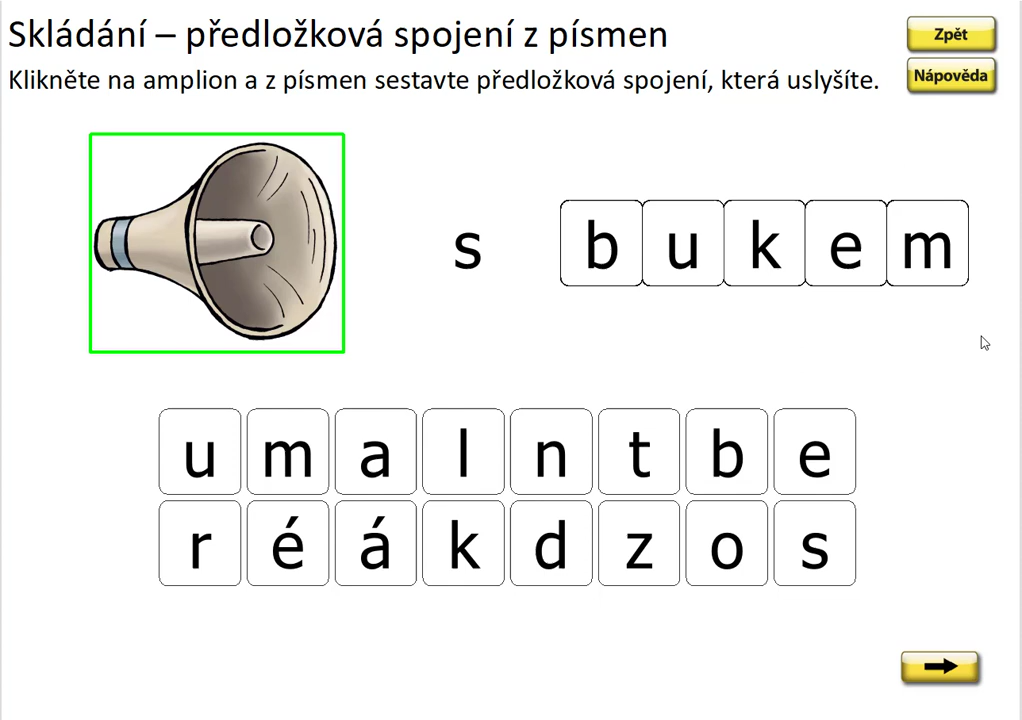 Skládání – předložková spojení z písmen
Zpět
Klikněte na amplion a z písmen sestavte předložková spojení, která uslyšíte.
Nápověda
s b u k e m
u m a l n t b e
r é á k d z o s